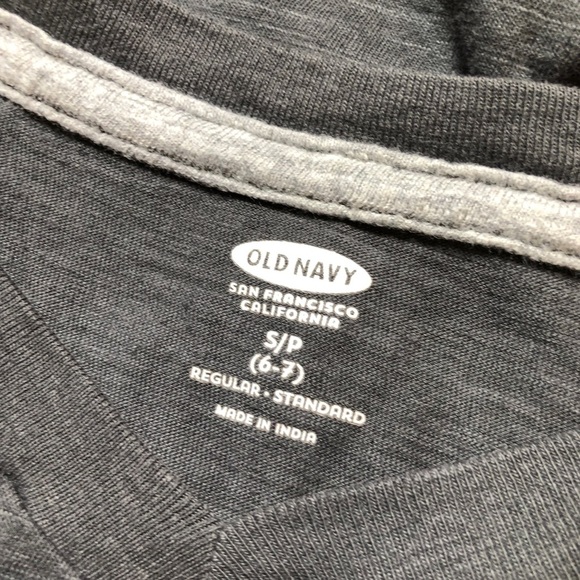 OLD NAVY
SAN FRANCISCO
CALIFORNIA
S/P
(6-7)
REGULAR • STANDARD
MADE IN INDIA